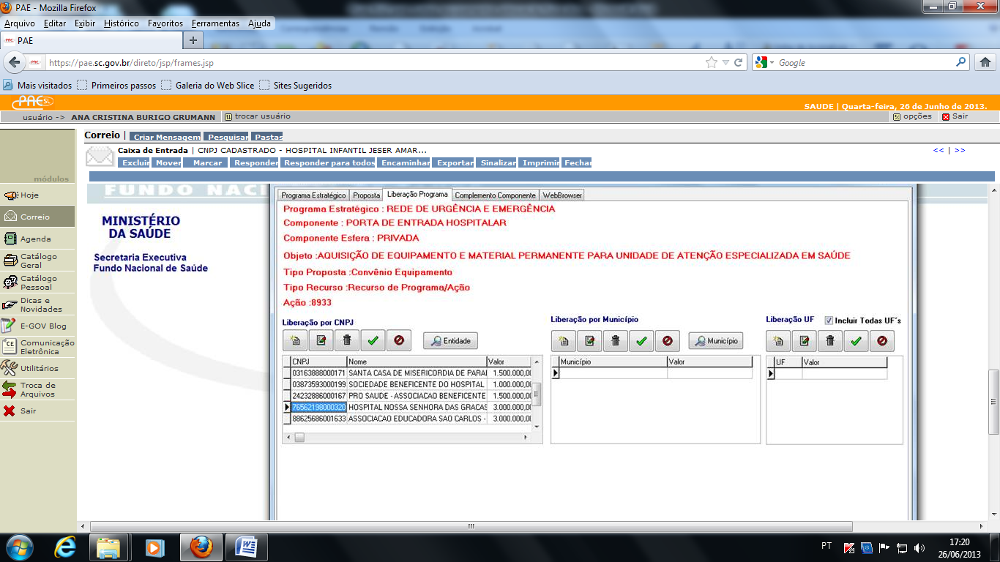 PAE - Mozilla Firefox
Arquivo Editar Exibir Histórico Favoritos Ferramentas Ajuda
PAE
https://pae.sc.gov.br/direto/jsp/frames.jsp
Google
Mais visitados Primeiros passos Galeria do Web Slice Sites Sugeridos
PAE SC
SAUDE | Quarta-feira, 26 de Junho de 2013.
usuário -> ANA CRISTINA BURIGO GRUMANN trocar usuário opções Sair
Correio | Criar Mensagem Pesquisar Pastas
Caixa de Entrada | CNPJ CADASTRADO - HOSPITAL INFANTIL JESER AMAR... << | >>
Excluir Mover Marcar Responder Responder para todos Encaminhar Exportar Sinalizar Imprimir Fechar
módulos
Hoje
Correio
Agenda
Catálogo
Geral
Catálogo
Pessoal
Dicas e
Novidades
E-GOV Blog
Comunicação
Eletrônica
Utilitários
Troca de
Arquivos
Sair
FUNDO NACI
MINISTÉRIO
DA SAÚDE
Secretaria Executiva
Fundo Nacional de Saúde
Programa Estratégico Proposta Liberação Programa Complemento Componente WebBrowser
Programa Estratégico : REDE DE URGÊNCIA E EMERGÊNCIA
Componente : PORTA DE ENTRADA HOSPITALAR
Componente Esfera : PRIVADA
Objeto :AQUISIÇÃO DE EQUIPAMENTO E MATERIAL PERMANENTE PARA UNIDADE DE ATENÇÃO ESPECIALIZADA EM SAÚDE
Tipo Proposta :Convênio Equipamento
Tipo Recurso :Recurso de Programa/Ação
Ação :8933
Liberação por CNPJ
Entidade
CNPJ Nome Valor
03163888000171 SANTA CASA DE MISERICORDIA DE PARAI 1.500.000,00
03873593000199 SOCIEDADE BENEFICENTE DO HOSPITAL 1.000.000,00
24232886000167 PRO SAUDE - ASSOCIACAO BENEFICENTE 1.500.000,00
76562198000320 HOSPITAL NOSSA SENHORA DAS GRACAS 3.000.000,00
88625686001633 ASSOCIACAO EDUCADORA SAO CARLOS - 3.000.000,00
Liberação por Município
Município
Município Valor
Liberação UF Incluir Todas UF's
UF Valor
PT
17:20
26/06/2013